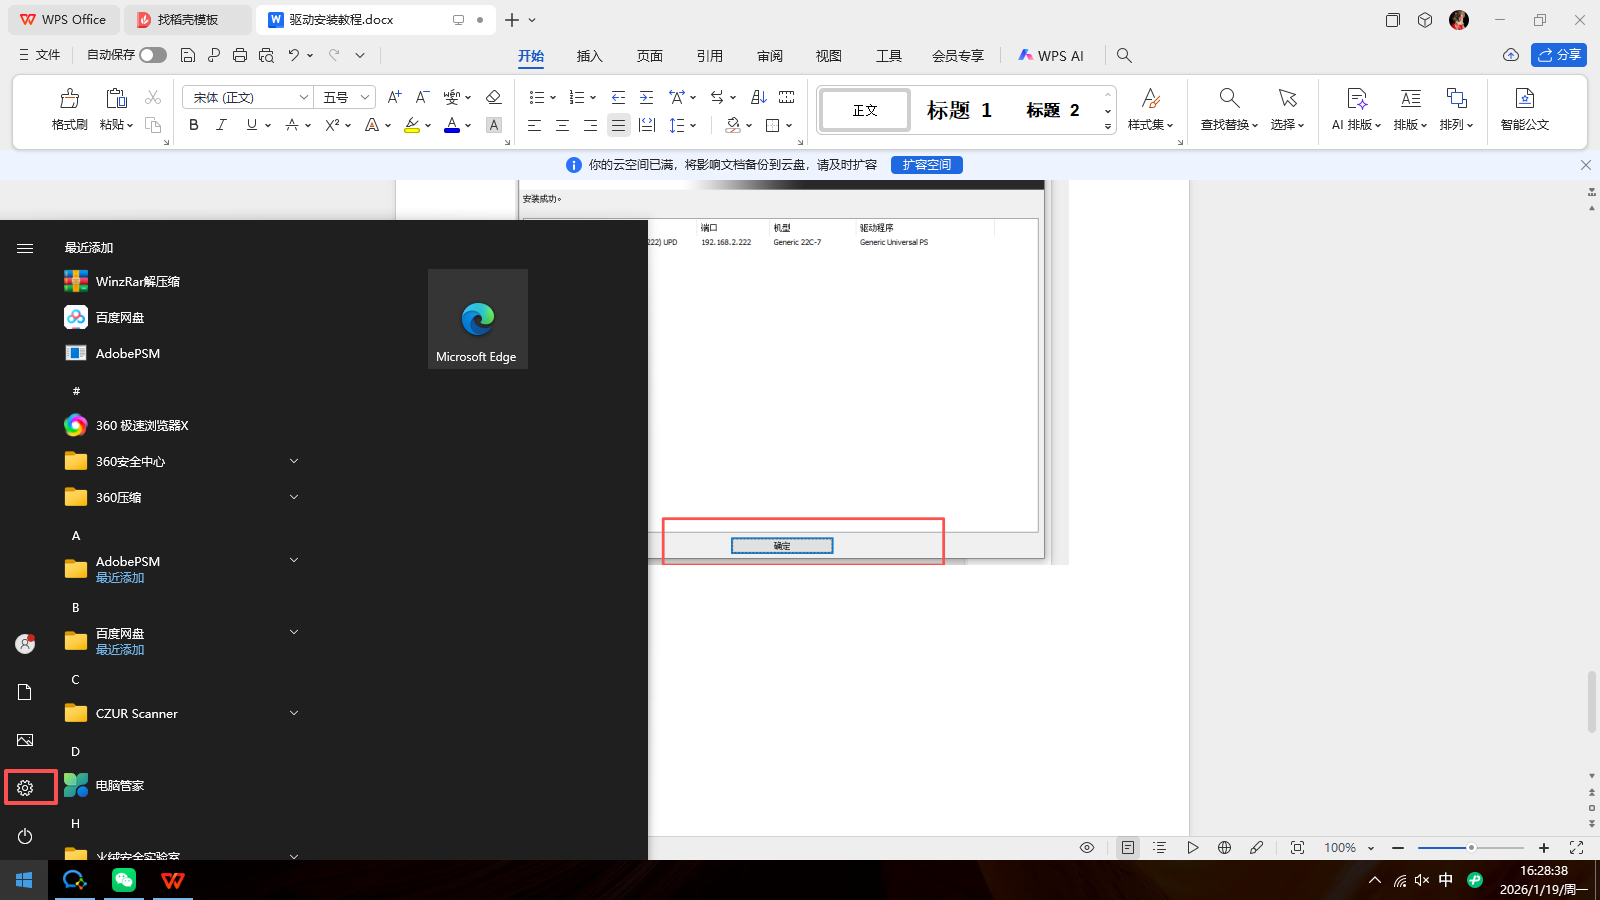 WPS Office
找稻壳模板
驱动安装教程.docx
文件
自动保存
开始
插入
页面
引用
审阅
视图
工具
会员专享
WPS AI
分享
格式刷
粘贴
宋体 (正文)
五号
正文
标题 1
标题 2
样式集
查找替换
选择
AI 排版
排版
排列
智能公文
你的云空间已满，将影响文档备份到云盘，请及时扩容
扩容空间
安装成功。
端口
机型
驱动程序
222) UPD
192.168.2.222
Generic 22C-7
Generic Universal PS
确定
最近添加
WinzRar解压缩
百度网盘
AdobePSM
#
360 极速浏览器X
360安全中心
360压缩
A
AdobePSM
最近添加
B
百度网盘
最近添加
C
CZUR Scanner
D
电脑管家
H
火绒安全实验室
Microsoft Edge
100%
中
16:28:38
2026/1/19/周一